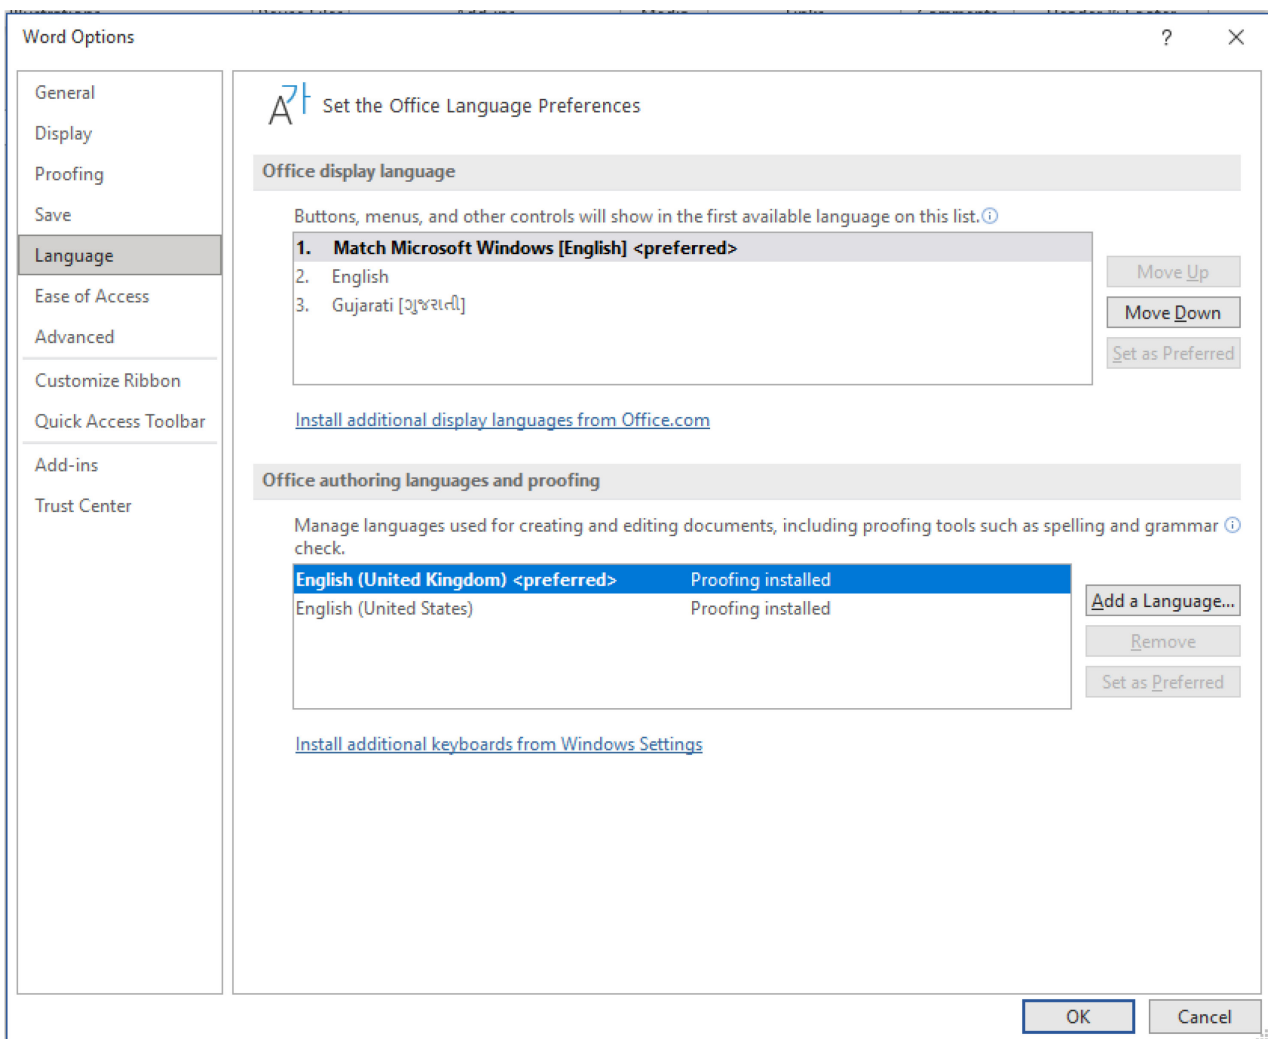 Word Options
?
General
Display
Proofing
Save
Language
Ease of Access
Advanced
Customize Ribbon
Quick Access Toolbar
Add-ins
Trust Center
A가 Set the Office Language Preferences
Office display language
Buttons, menus, and other controls will show in the first available language on this list.
1. Match Microsoft Windows [English] <preferred>
2. English
3. Gujarati [ગુજરાતી]
Move Up
Move Down
Set as Preferred
Install additional display languages from Office.com
Office authoring languages and proofing
Manage languages used for creating and editing documents, including proofing tools such as spelling and grammar
check.
English (United Kingdom) <preferred> Proofing installed
English (United States) Proofing installed
Add a Language...
Remove
Set as Preferred
Install additional keyboards from Windows Settings
OK Cancel